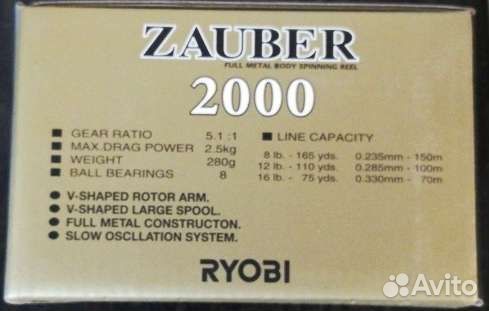 ZAUBER
FULL METAL BODY SPINNING REEL
2000
■ GEAR RATIO 5.1 :1
■ MAX.DRAG POWER 2.5kg
■ WEIGHT 280g
■ BALL BEARINGS 8
■ LINE CAPACITY
8 lb. - 165 yds. 0.235mm - 150m
12 lb. - 110 yds. 0.285mm - 100m
16 lb. - 75 yds. 0.330mm - 70m
● V-SHAPED ROTOR ARM.
● V-SHAPED LARGE SPOOL.
● FULL METAL CONSTRUCTON.
● SLOW OSCLLATION SYSTEM.
RYOBI
Avito